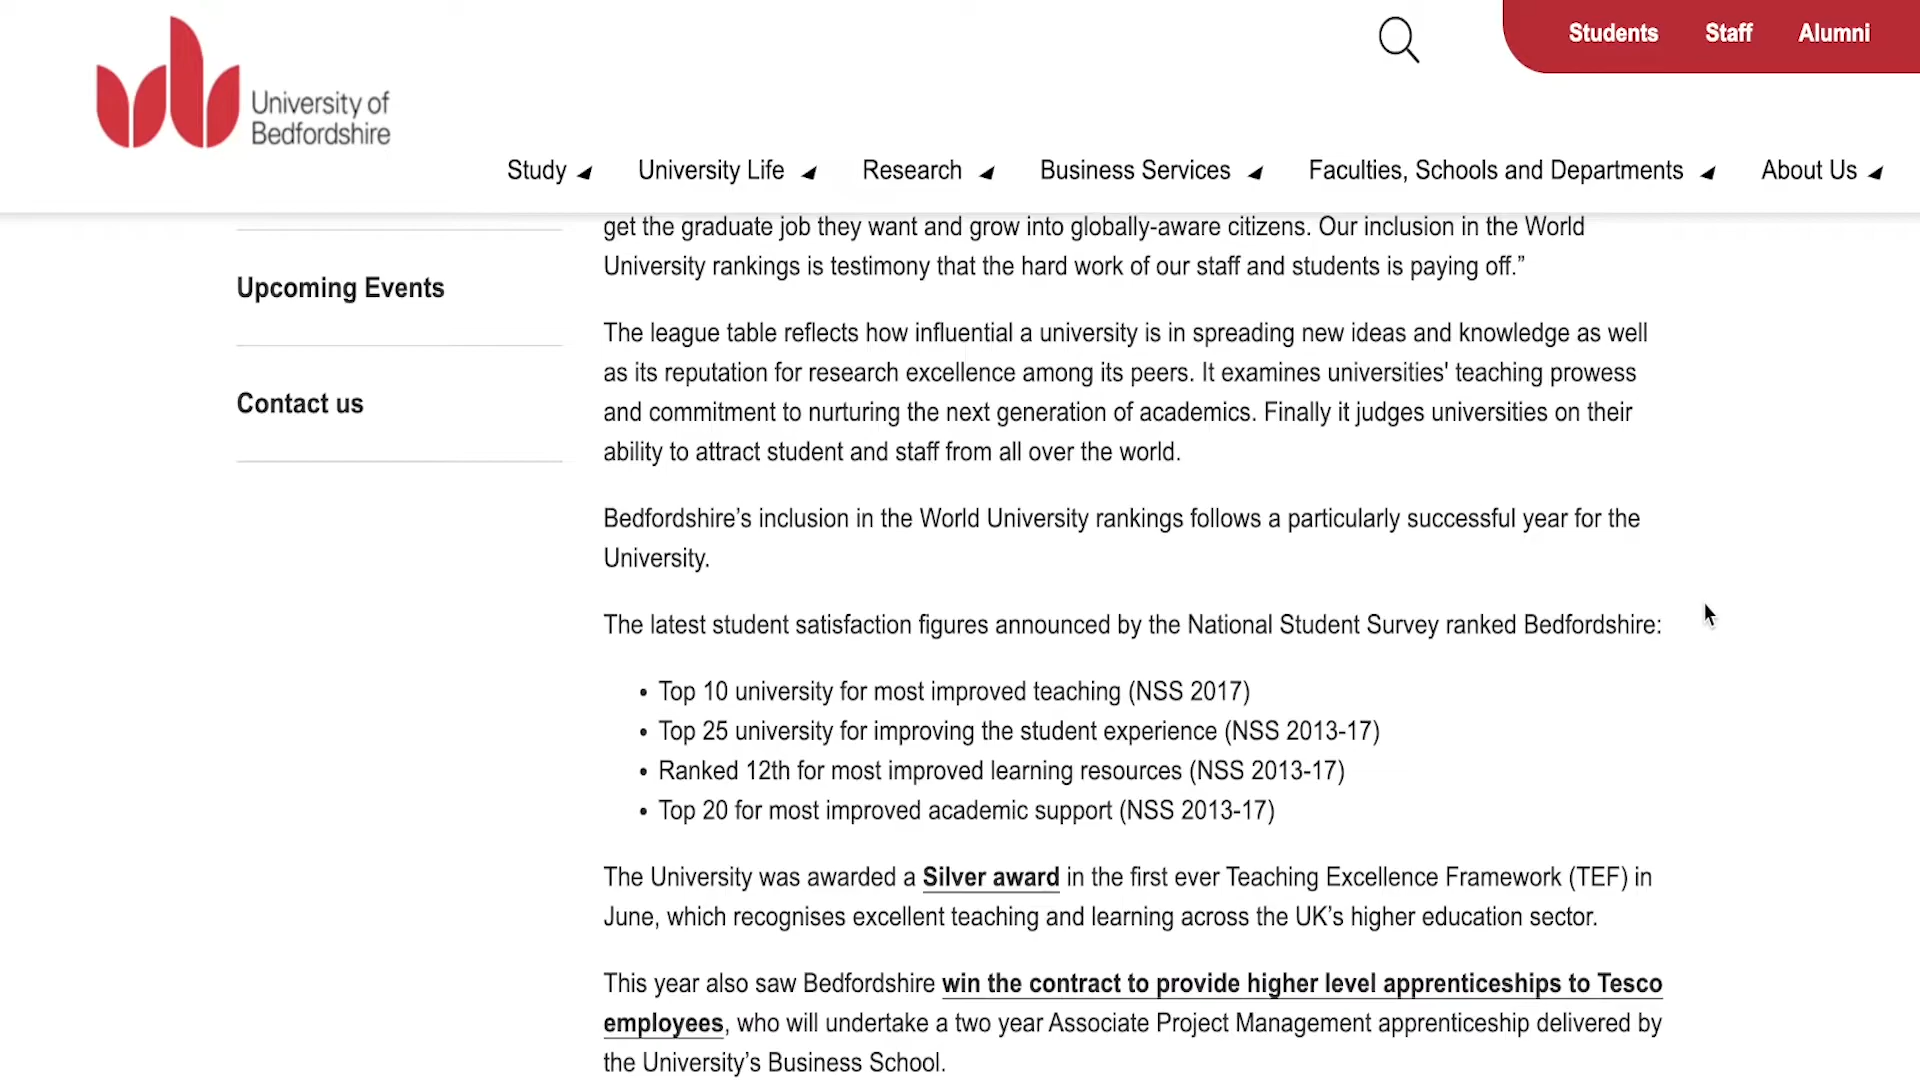 Students Staff Alumni
University of
Bedfordshire
Study University Life Research Business Services Faculties, Schools and Departments About Us
Upcoming Events
Contact us
get the graduate job they want and grow into globally-aware citizens. Our inclusion in the World
University rankings is testimony that the hard work of our staff and students is paying off.”
The league table reflects how influential a university is in spreading new ideas and knowledge as well
as its reputation for research excellence among its peers. It examines universities' teaching prowess
and commitment to nurturing the next generation of academics. Finally it judges universities on their
ability to attract student and staff from all over the world.
Bedfordshire’s inclusion in the World University rankings follows a particularly successful year for the
University.
The latest student satisfaction figures announced by the National Student Survey ranked Bedfordshire:
• Top 10 university for most improved teaching (NSS 2017)
• Top 25 university for improving the student experience (NSS 2013-17)
• Ranked 12th for most improved learning resources (NSS 2013-17)
• Top 20 for most improved academic support (NSS 2013-17)
The University was awarded a Silver award in the first ever Teaching Excellence Framework (TEF) in
June, which recognises excellent teaching and learning across the UK’s higher education sector.
This year also saw Bedfordshire win the contract to provide higher level apprenticeships to Tesco
employees, who will undertake a two year Associate Project Management apprenticeship delivered by
the University’s Business School.